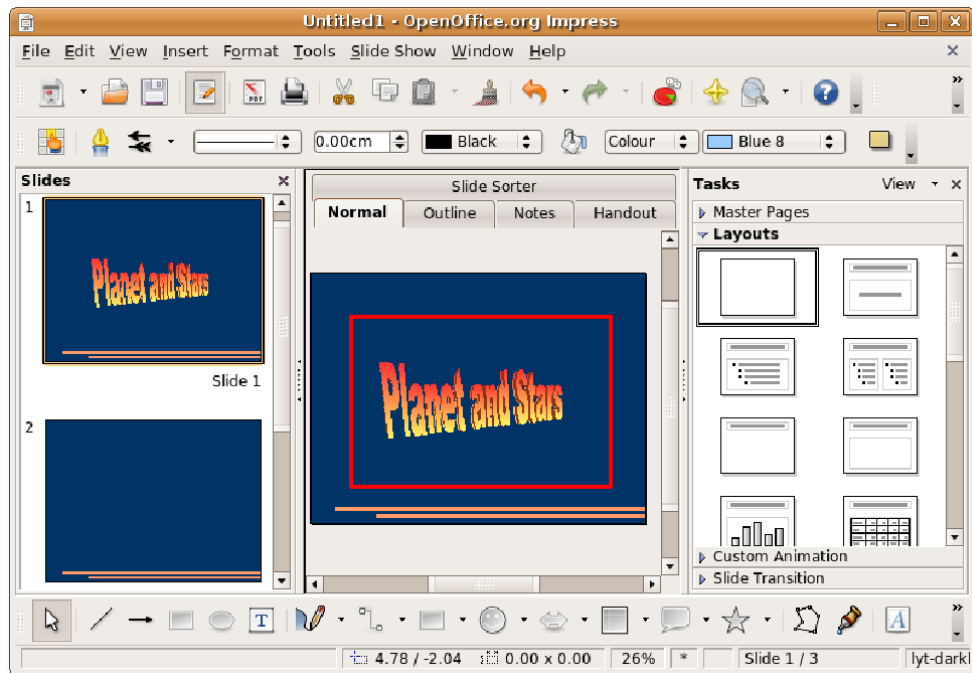 Untitled1 - OpenOffice.org Impress
File Edit View Insert Format Tools Slide Show Window Help
PDF
0.00cm Black Colour Blue 8
Slides
1
Planet and Stars
Slide 1
2
Slide Sorter
Normal Outline Notes Handout
Planet and Stars
Tasks View
Master Pages
Layouts
Custom Animation
Slide Transition
T A
4.78 / -2.04 0.00 x 0.00 26% * Slide 1 / 3 lyt-darkl